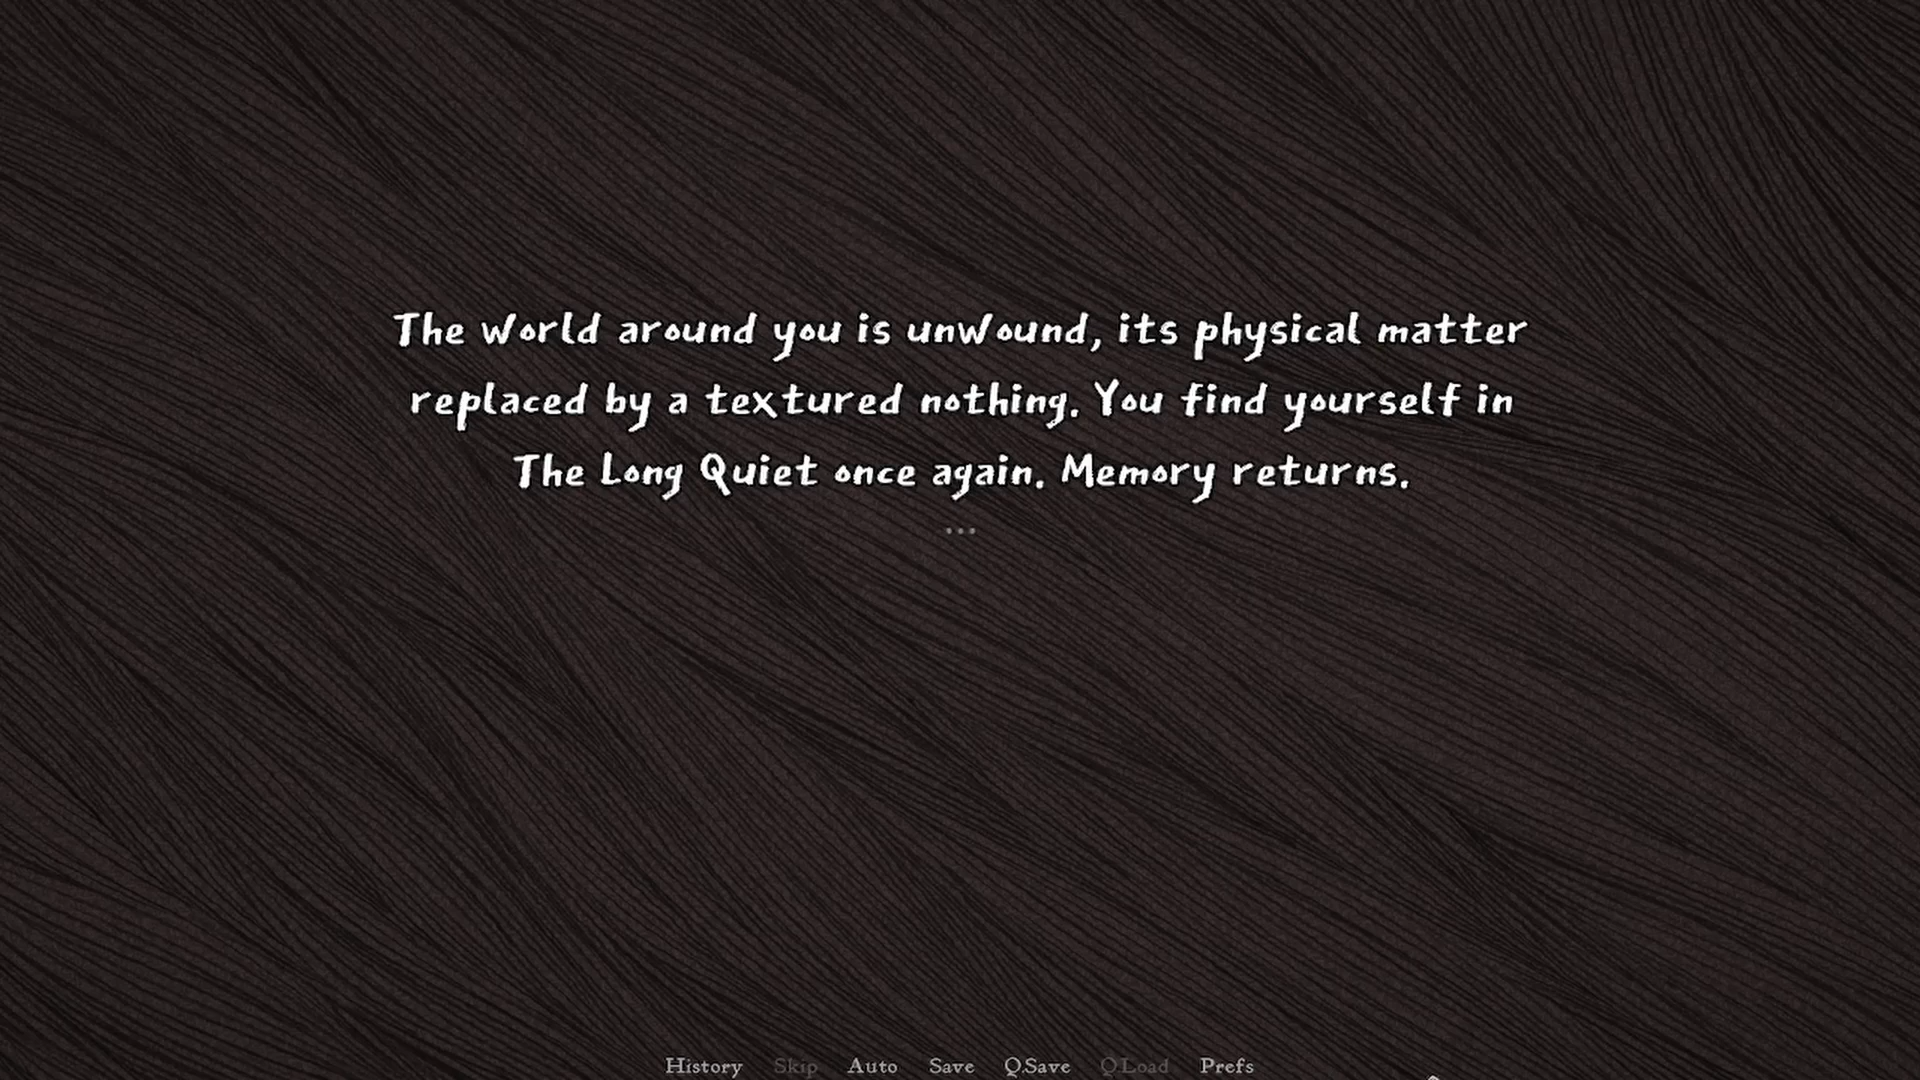 The world around you is unwound, its physical matter
replaced by a textured nothing. You find yourself in
The Long Quiet once again. Memory returns.
...
History Skip Auto Save Q.Save Q.Load Prefs